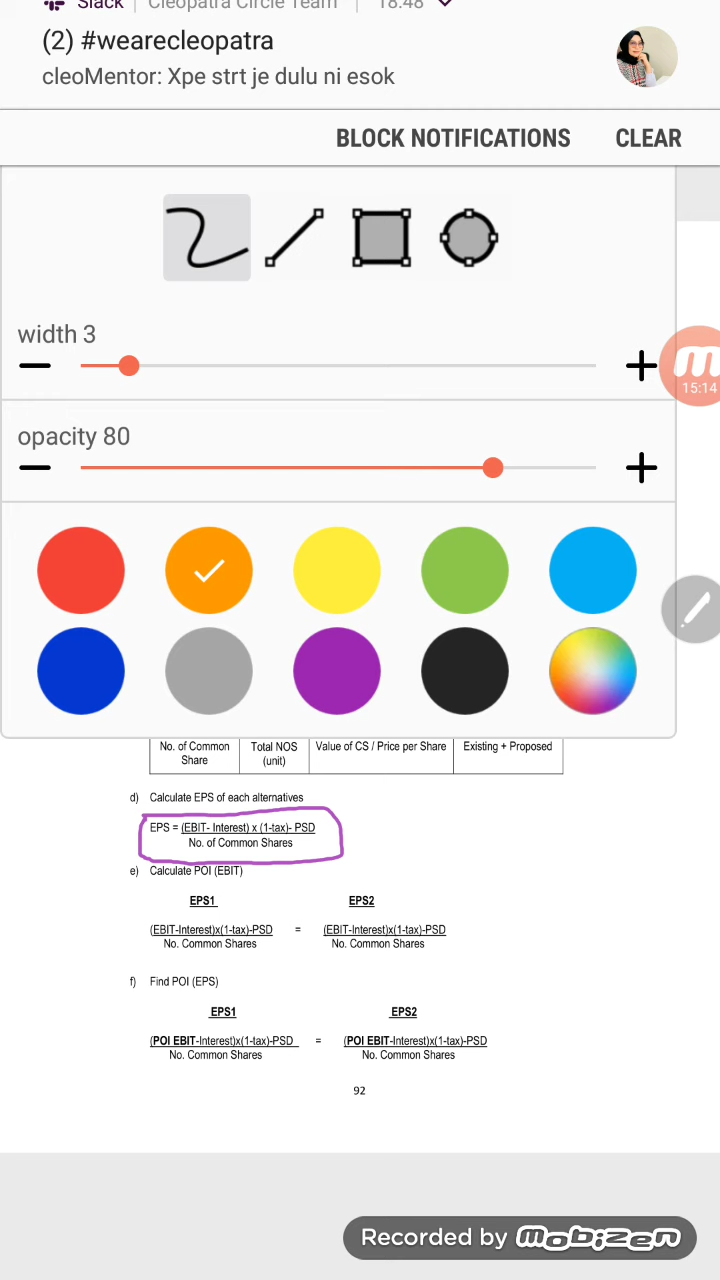 Slack | Cleopatra Circle Team | 18.48
(2) #wearecleopatra
cleoMentor: Xpe strt je dulu ni esok
BLOCK NOTIFICATIONS CLEAR
width 3
15:14
opacity 80
No. of Common Share Total NOS (unit) Value of CS / Price per Share Existing + Proposed
d) Calculate EPS of each alternatives
EPS = (EBIT- Interest) x (1-tax)- PSD
No. of Common Shares
e) Calculate POI (EBIT)
EPS1 EPS2
(EBIT-Interest)x(1-tax)-PSD = (EBIT-Interest)x(1-tax)-PSD
No. Common Shares No. Common Shares
f) Find POI (EPS)
EPS1 EPS2
(POI EBIT-Interest)x(1-tax)-PSD = (POI EBIT-Interest)x(1-tax)-PSD
No. Common Shares No. Common Shares
92
Recorded by mobizen